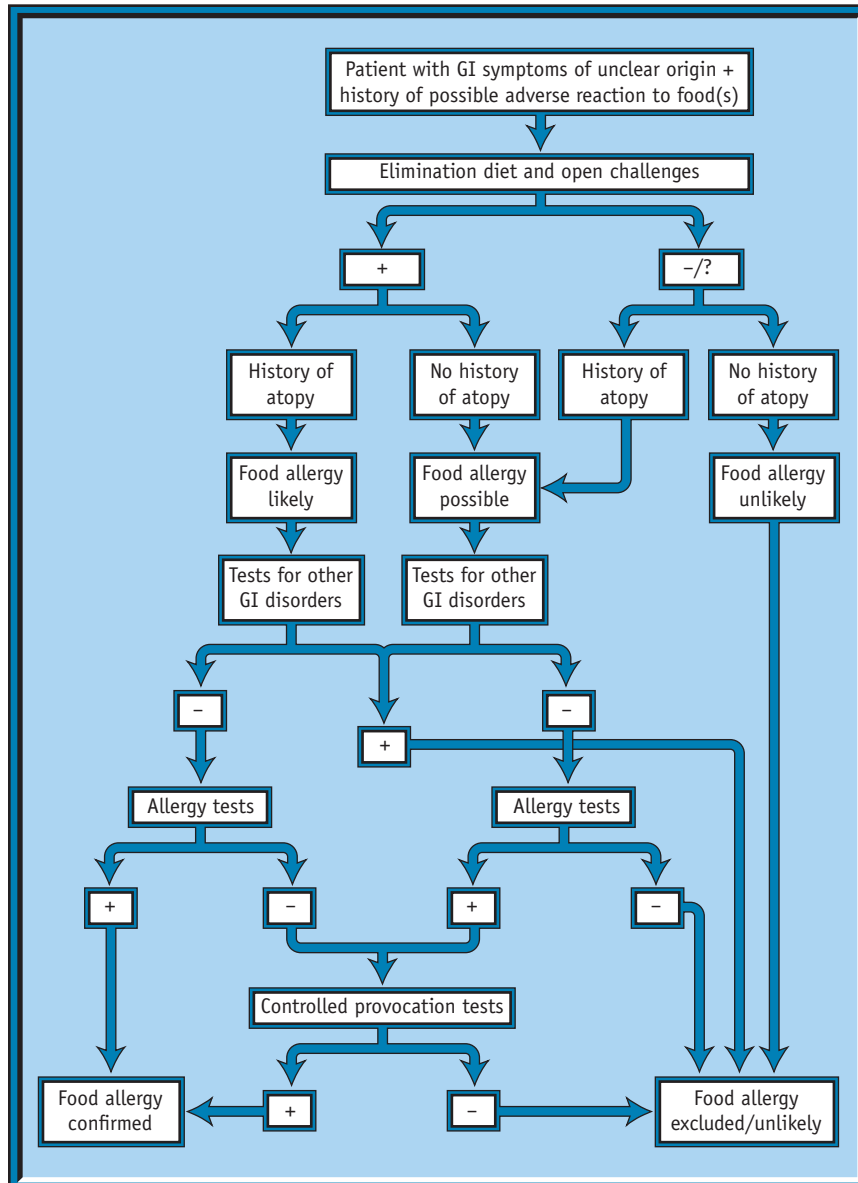 Patient with GI symptoms of unclear origin +
history of possible adverse reaction to food(s)
Elimination diet and open challenges
+
–/?
History of
atopy
No history
of atopy
History of
atopy
No history
of atopy
Food allergy
likely
Food allergy
possible
Food allergy
unlikely
Tests for other
GI disorders
Tests for other
GI disorders
–
–
+
Allergy tests
Allergy tests
+
–
+
–
Controlled provocation tests
Food allergy
confirmed
+
–
Food allergy
excluded/unlikely